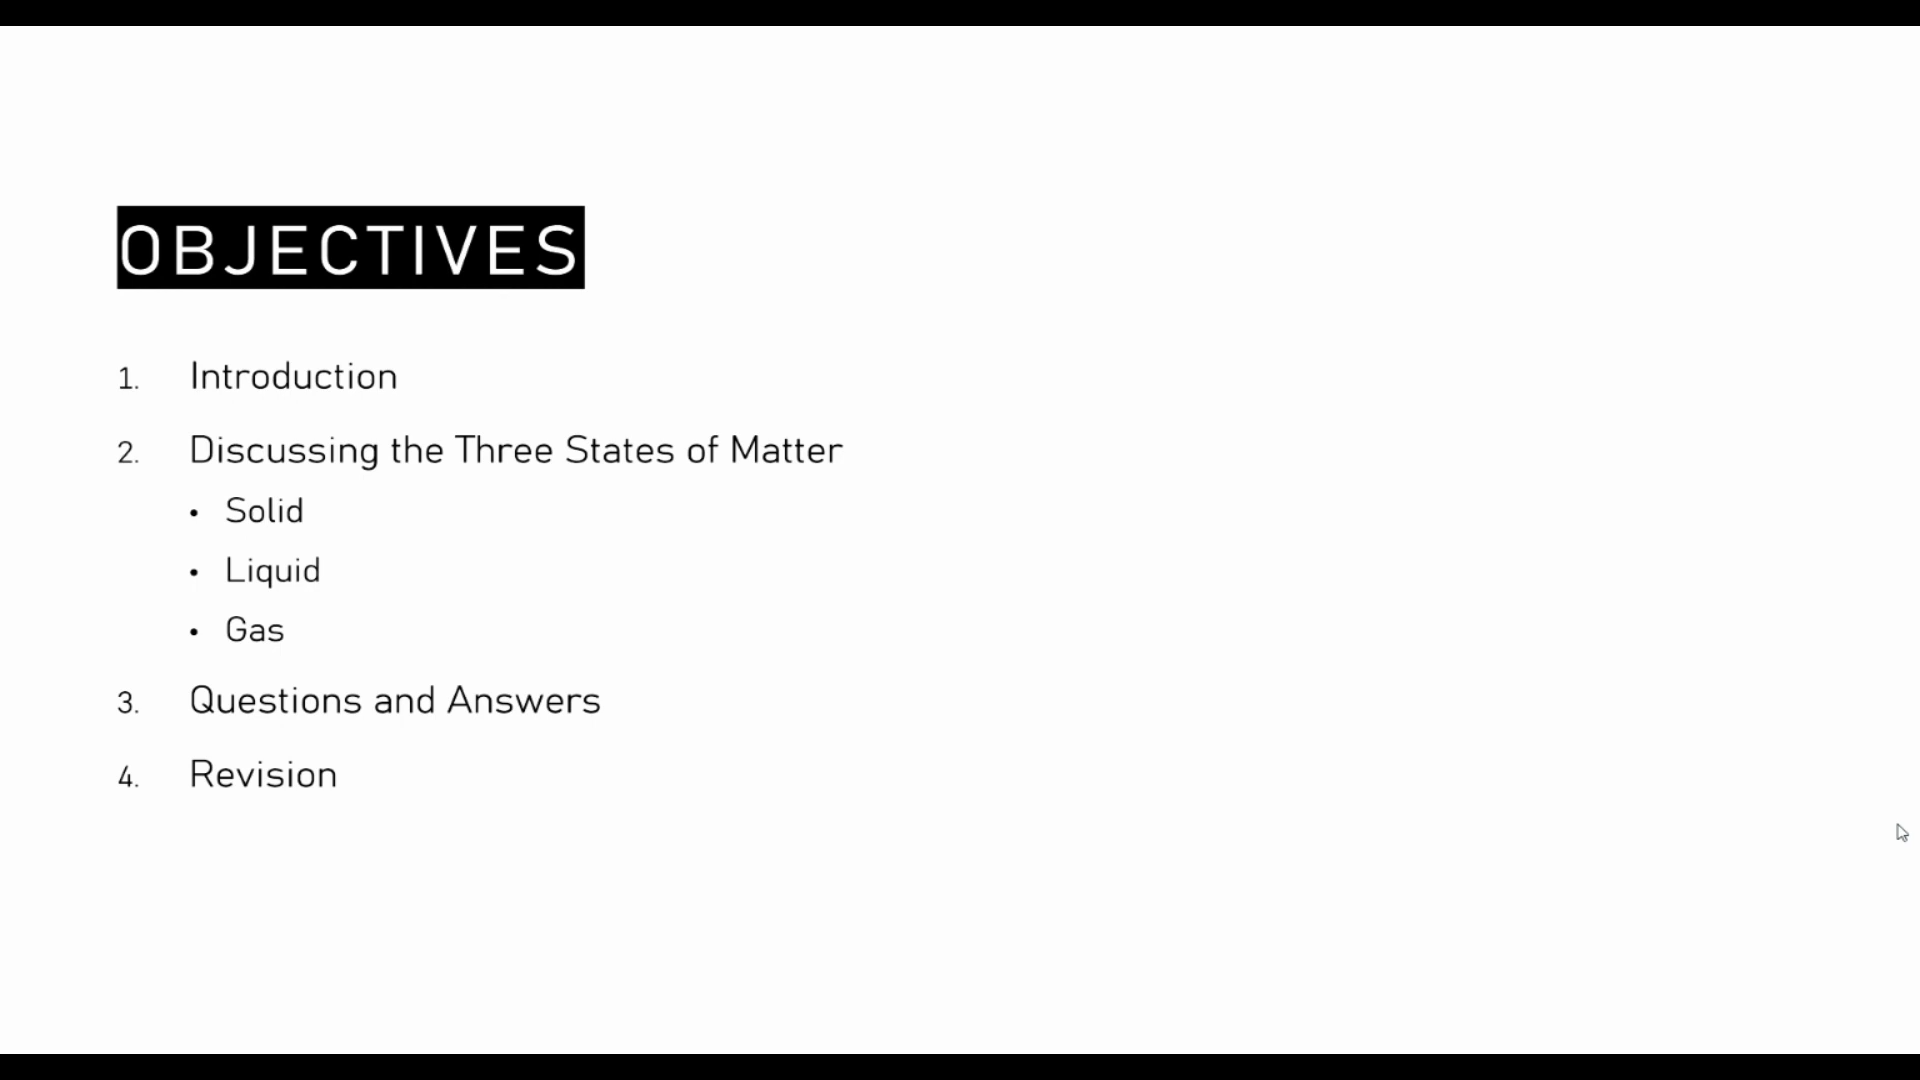 OBJECTIVES
1. Introduction
2. Discussing the Three States of Matter
• Solid
• Liquid
• Gas
3. Questions and Answers
4. Revision